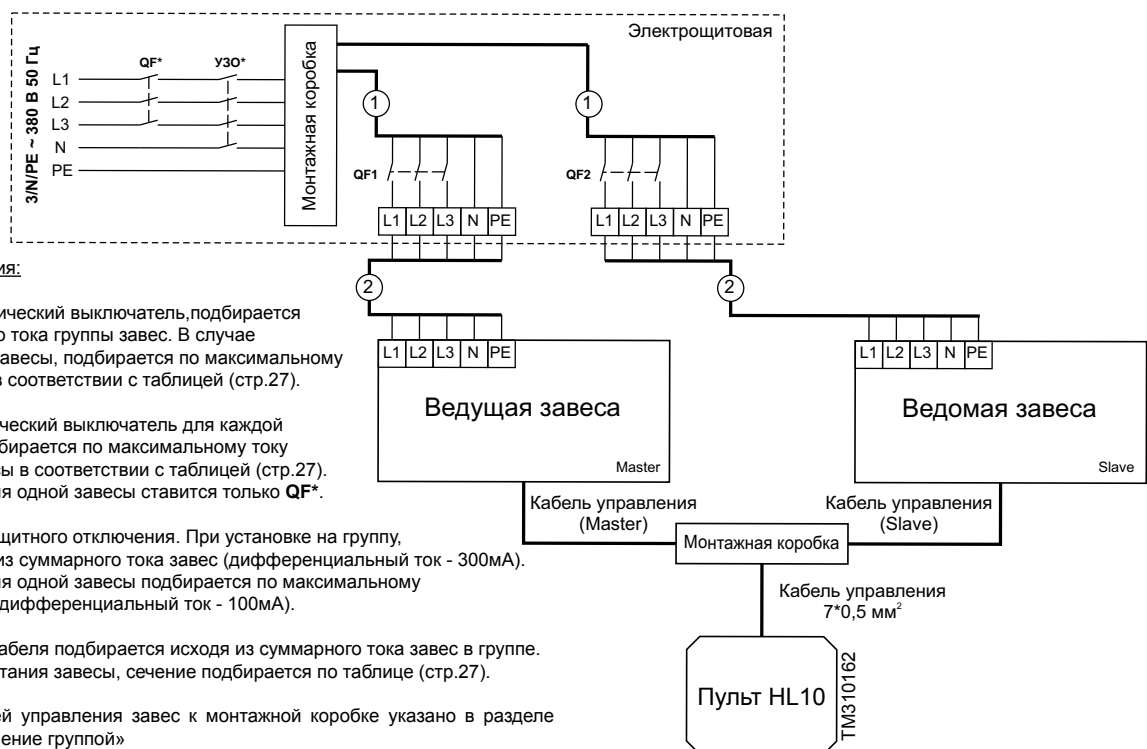 Электрощитовая
3/N/PE ~ 380 В 50 Гц
QF* УЗО*
L1
L2
L3
N
PE
Монтажная коробка
1
1
QF1
QF2
L1 L2 L3 N PE
L1 L2 L3 N PE
2
2
L1 L2 L3 N PE
L1 L2 L3 N PE
Ведущая завеса
Master
Ведомая завеса
Slave
Кабель управления
(Master)
Кабель управления
(Slave)
Монтажная коробка
Кабель управления
7*0,5 мм²
Пульт HL10
TM310162
ия:
ический выключатель,подбирается
о тока группы завес. В случае
авесы, подбирается по максимальному
в соответствии с таблицей (стр.27).
ический выключатель для каждой
бирается по максимальному току
сы в соответствии с таблицей (стр.27).
ия одной завесы ставится только QF*.
щитного отключения. При установке на группу,
из суммарного тока завес (дифференциальный ток - 300мА).
ия одной завесы подбирается по максимальному
дифференциальный ток - 100мА).
абеля подбирается исходя из суммарного тока завес в группе.
тания завесы, сечение подбирается по таблице (стр.27).
ей управления завес к монтажной коробке указано в разделе
ение группой»